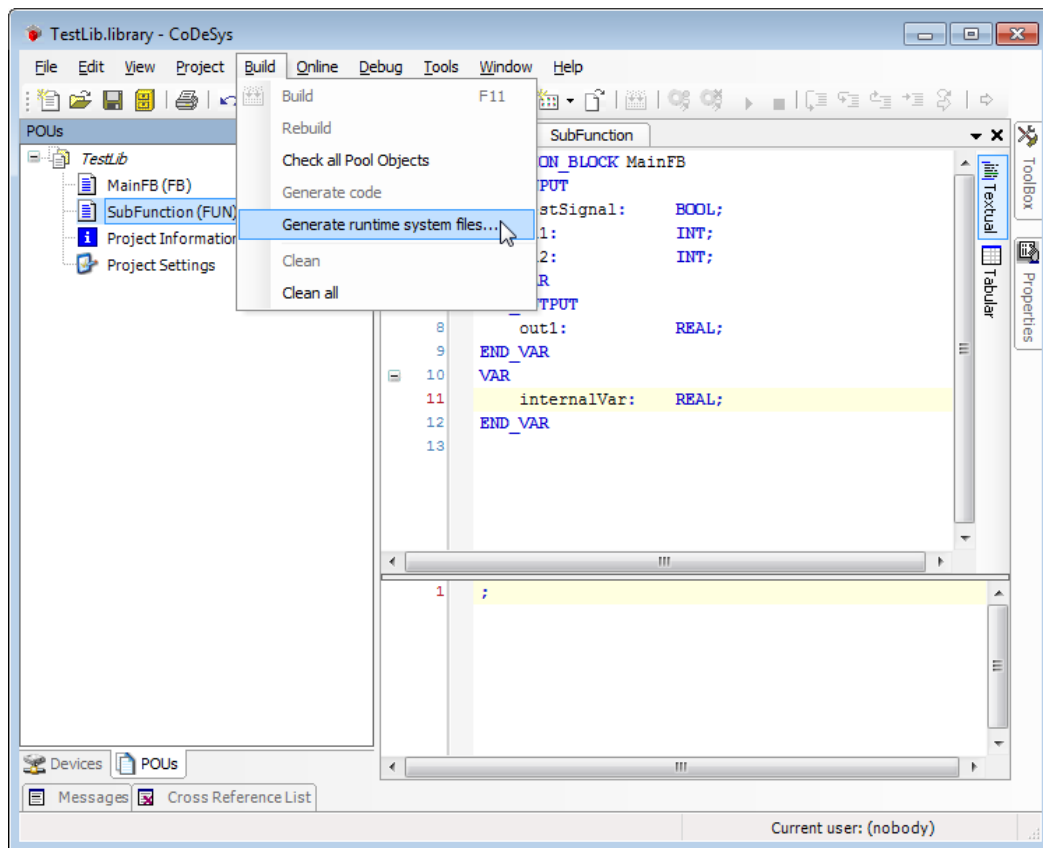 TestLib.library - CoDeSys
File Edit View Project Build Online Debug Tools Window Help
POUs
TestLib
MainFB (FB)
SubFunction (FUN)
Project Information
Project Settings
Build F11
Rebuild
Check all Pool Objects
Generate code
Generate runtime system files...
Clean
Clean all
SubFunction
ON_BLOCK MainFB
PUT
stSignal: BOOL;
1: INT;
2: INT;
R
TPUT
8 out1: REAL;
9 END_VAR
10 VAR
11 internalVar: REAL;
12 END_VAR
13
1 ;
Textual
Tabular
ToolBox
Properties
Devices POUs
Messages Cross Reference List
Current user: (nobody)